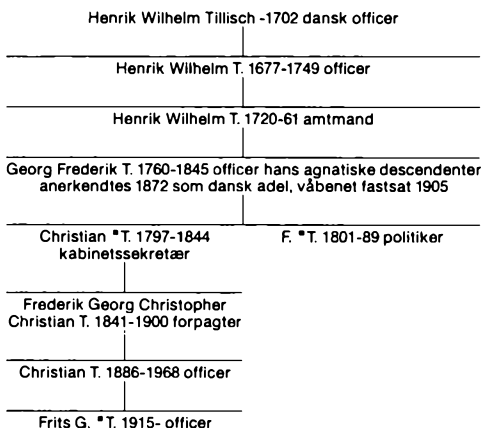 Henrik Wilhelm Tillisch -1702 dansk officer
Henrik Wilhelm T. 1677-1749 officer
Henrik Wilhelm T. 1720-61 amtmand
Georg Frederik T. 1760-1845 officer hans agnatiske descendenter
anerkendtes 1872 som dansk adel, våbenet fastsat 1905
Christian *T. 1797-1844
kabinetssekretær
F. *T. 1801-89 politiker
Frederik Georg Christopher
Christian T. 1841-1900 forpagter
Christian T. 1886-1968 officer
Frits G. *T. 1915- officer